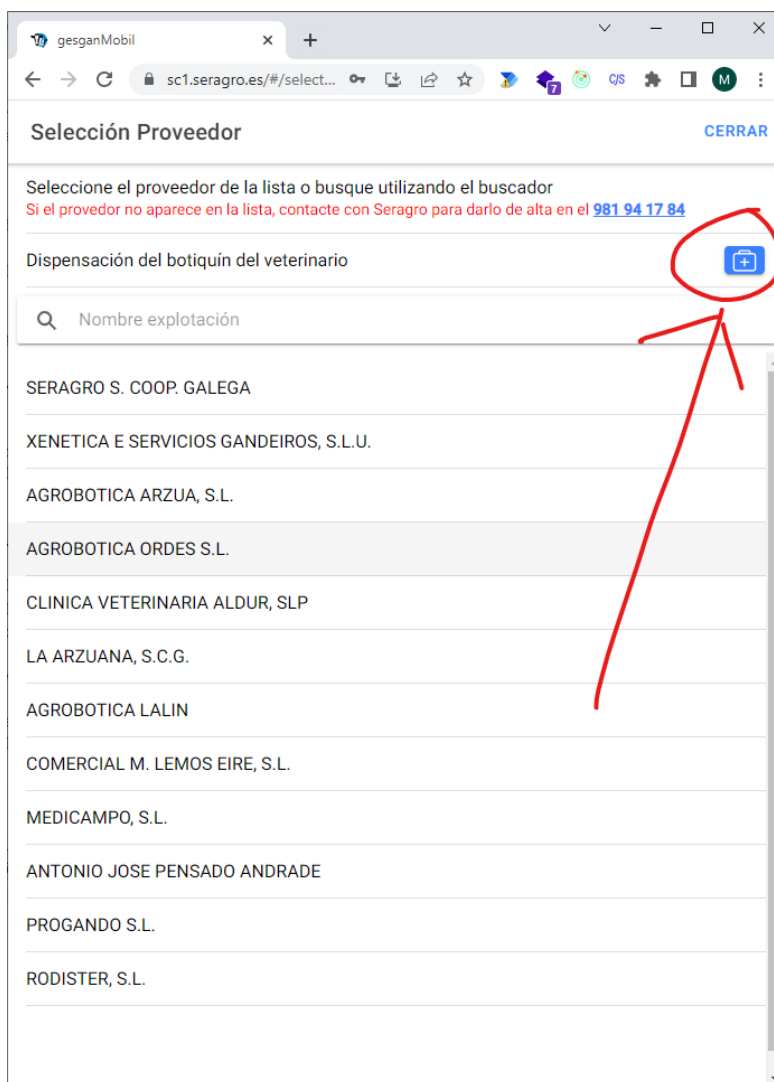 gesganMobil
sc1.seragro.es/#/select...
7
C/S
M
Selección Proveedor
CERRAR
Seleccione el proveedor de la lista o busque utilizando el buscador
Si el provedor no aparece en la lista, contacte con Seragro para darlo de alta en el 981 94 17 84
Dispensación del botiquín del veterinario
Nombre explotación
SERAGRO S. COOP. GALEGA
XENETICA E SERVICIOS GANDEIROS, S.L.U.
AGROBOTICA ARZUA, S.L.
AGROBOTICA ORDES S.L.
CLINICA VETERINARIA ALDUR, SLP
LA ARZUANA, S.C.G.
AGROBOTICA LALIN
COMERCIAL M. LEMOS EIRE, S.L.
MEDICAMPO, S.L.
ANTONIO JOSE PENSADO ANDRADE
PROGANDO S.L.
RODISTER, S.L.